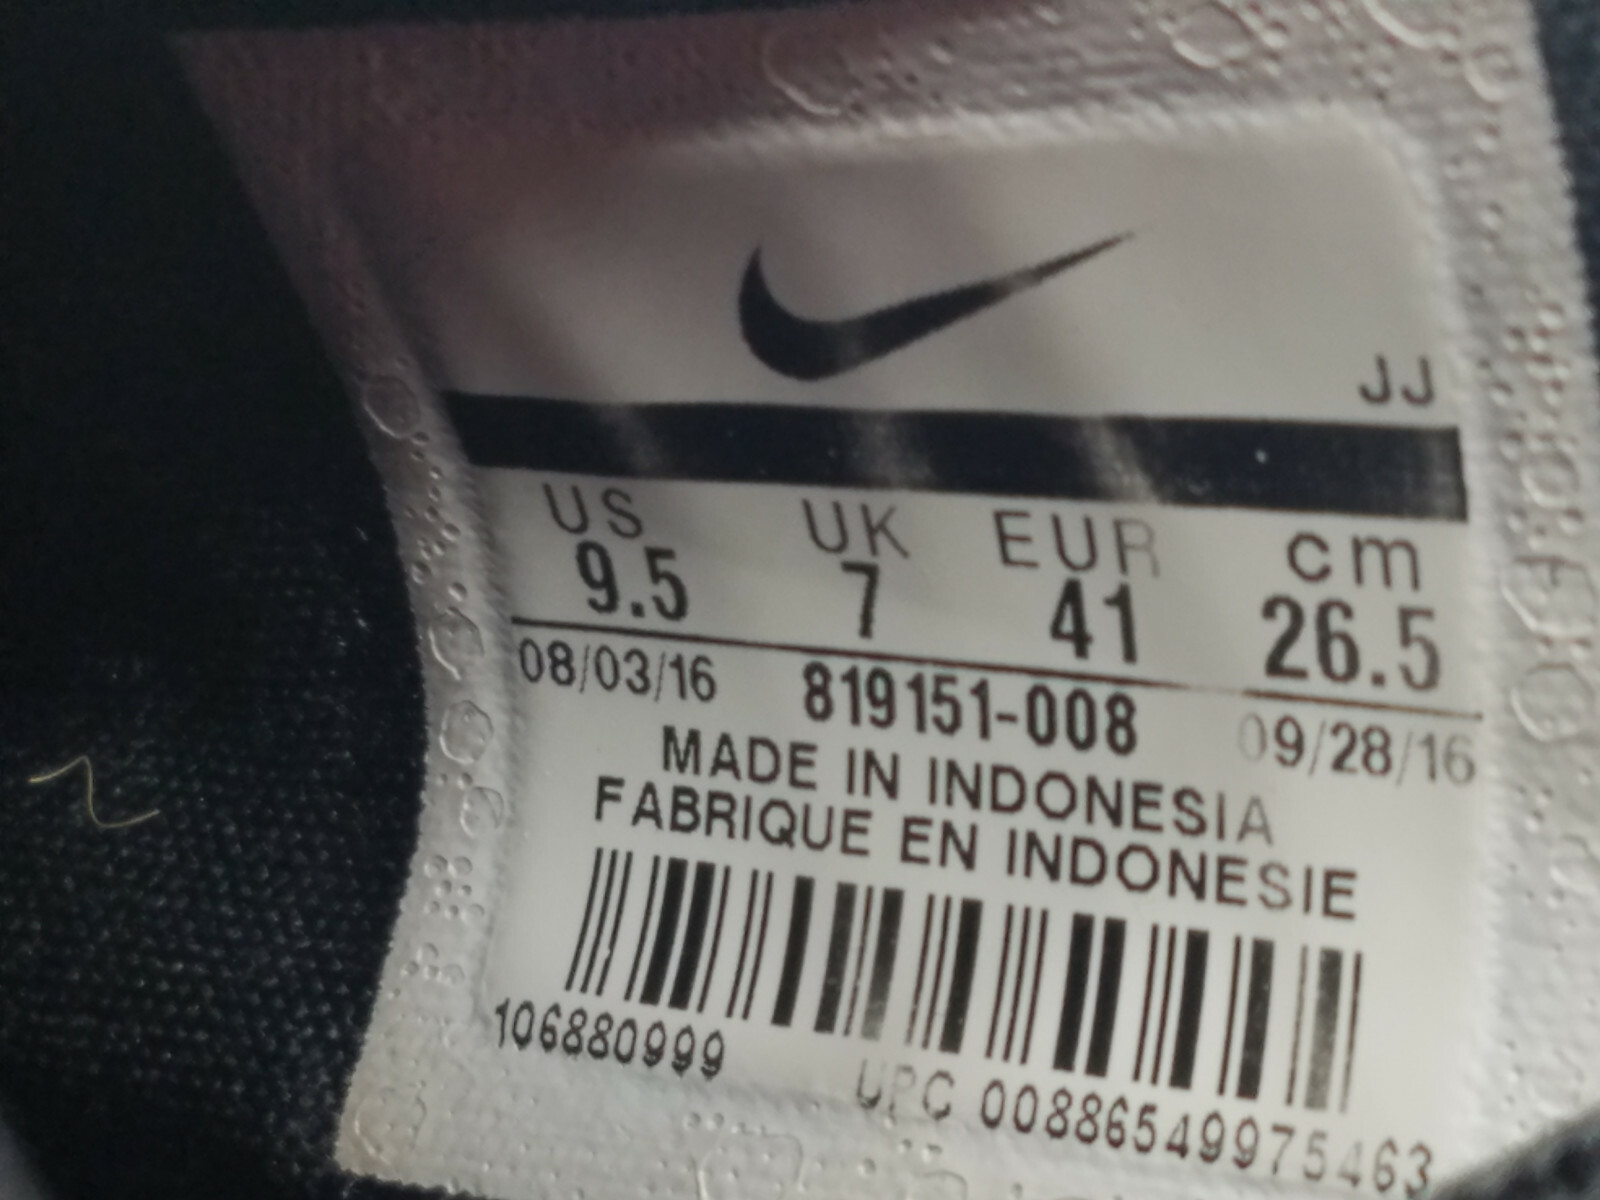 JJ
US UK EUR cm
9.5 7 41 26.5
08/03/16 819151-008 09/28/16
MADE IN INDONESIA
FABRIQUE EN INDONESIE
106880999
UPC 00886549975463